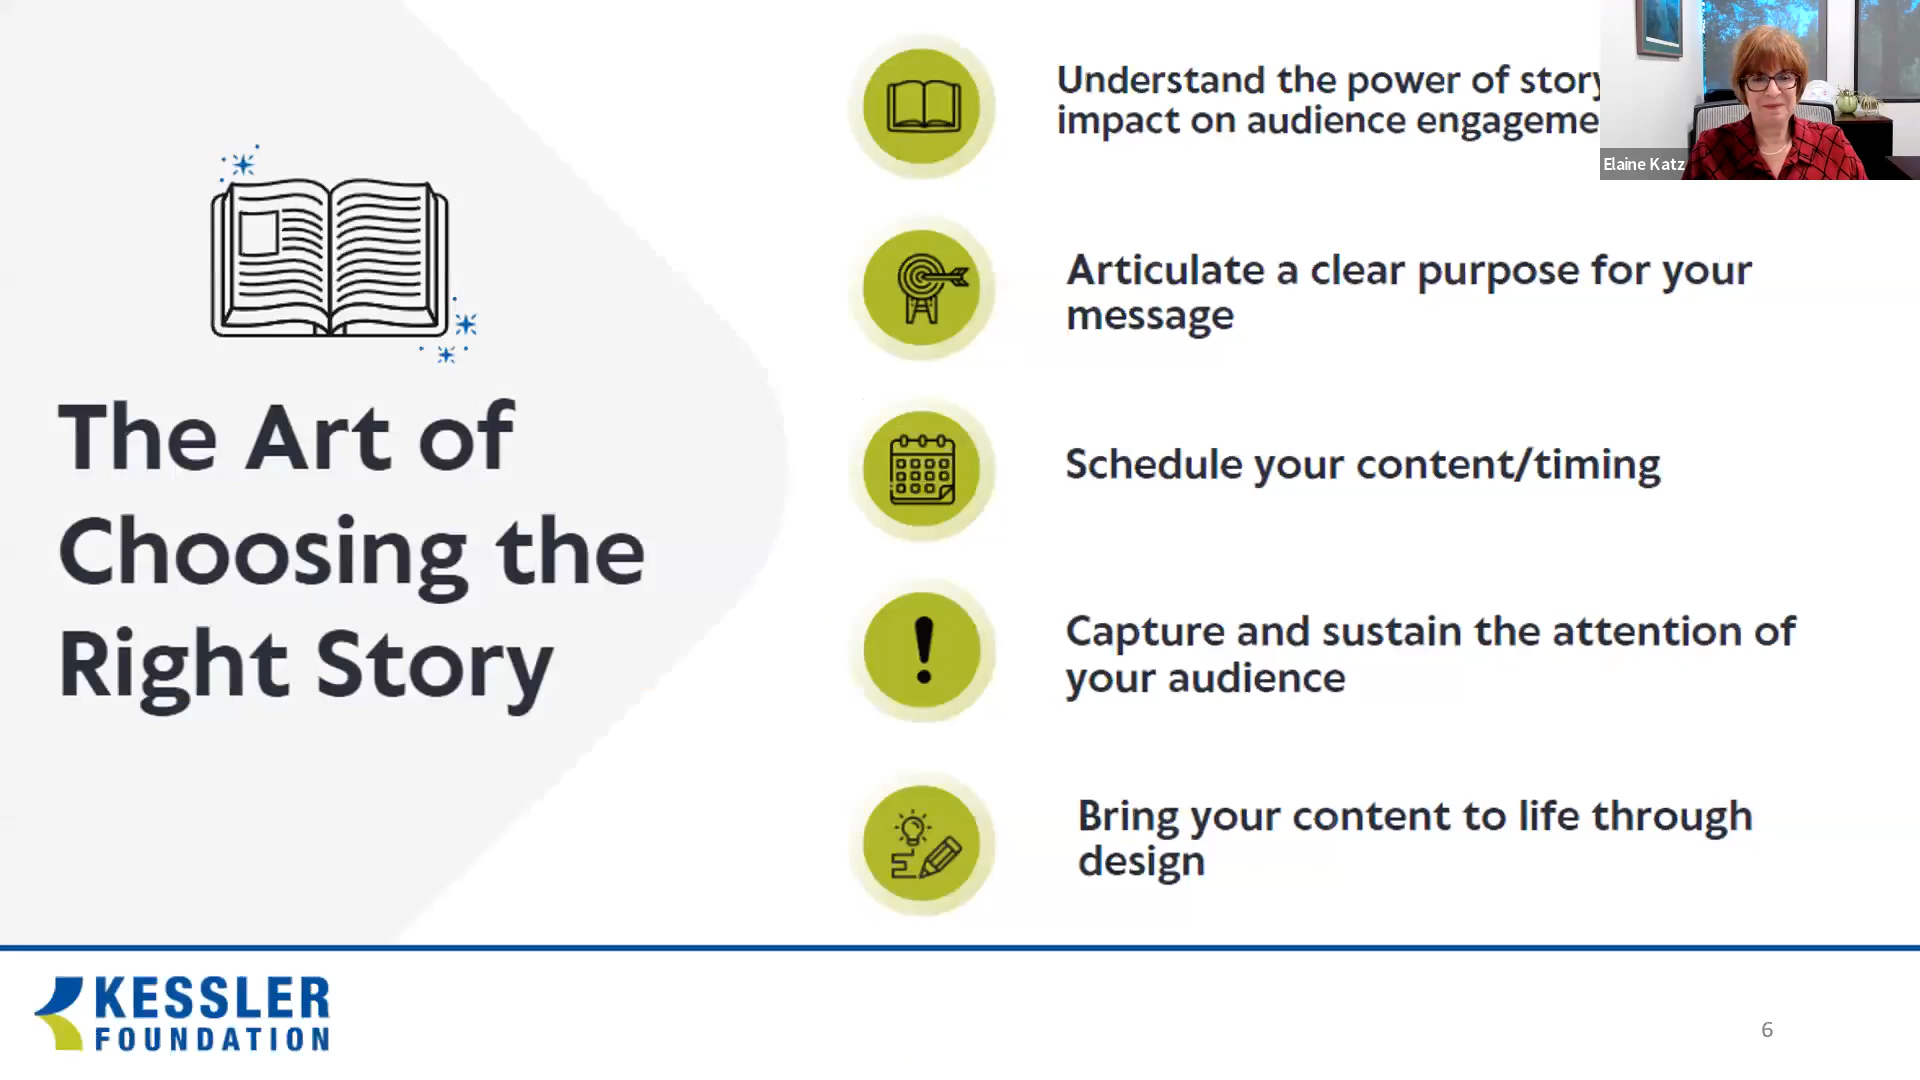 The Art of
Choosing the
Right Story
Understand the power of story
impact on audience
Articulate a clear purpose for your
message
Schedule your content/timing
Capture and sustain the attention of
your audience
Bring your content to life through
design
Elaine Katz
KESSLER
FOUNDATION
6